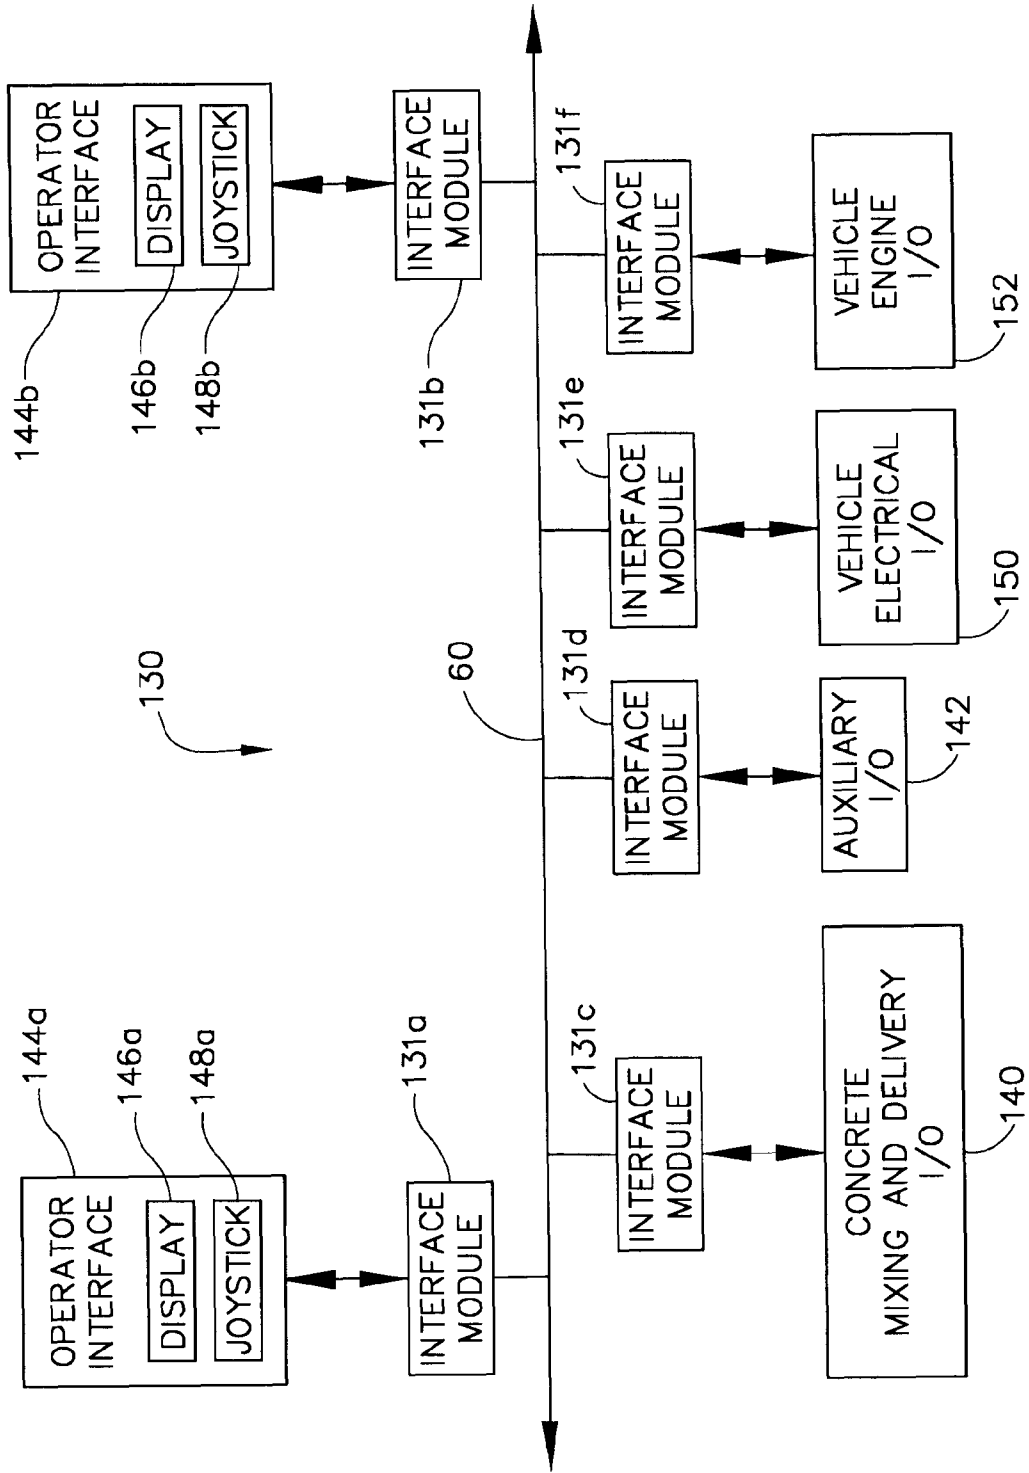 130
144a
OPERATOR
INTERFACE
DISPLAY
146a
JOYSTICK
148a
INTERFACE
MODULE
131a
144b
OPERATOR
INTERFACE
DISPLAY
146b
JOYSTICK
148b
INTERFACE
MODULE
131b
60
131c
INTERFACE
MODULE
CONCRETE
MIXING AND DELIVERY
I/O
140
131d
INTERFACE
MODULE
AUXILIARY
I/O
142
131e
INTERFACE
MODULE
VEHICLE
ELECTRICAL
I/O
150
131f
INTERFACE
MODULE
VEHICLE
ENGINE
I/O
152